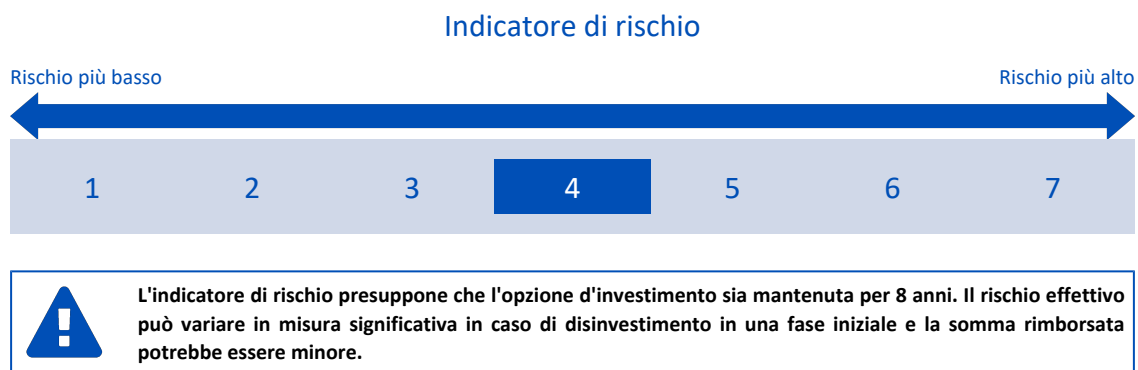 Indicatore di rischio
Rischio più basso
Rischio più alto
1 2 3 4 5 6 7
L'indicatore di rischio presuppone che l'opzione d'investimento sia mantenuta per 8 anni. Il rischio effettivo
può variare in misura significativa in caso di disinvestimento in una fase iniziale e la somma rimborsata
potrebbe essere minore.